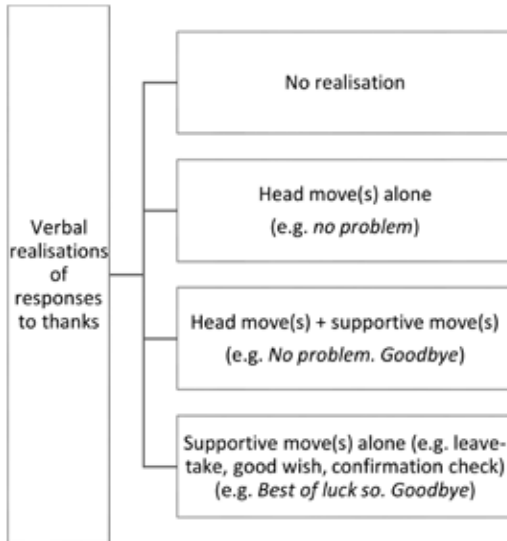 Verbal
realisations
of
responses
to thanks
No realisation
Head move(s) alone
(e.g. no problem)
Head move(s) + supportive move(s)
(e.g. No problem. Goodbye)
Supportive move(s) alone (e.g. leave-
take, good wish, confirmation check)
(e.g. Best of luck so. Goodbye)